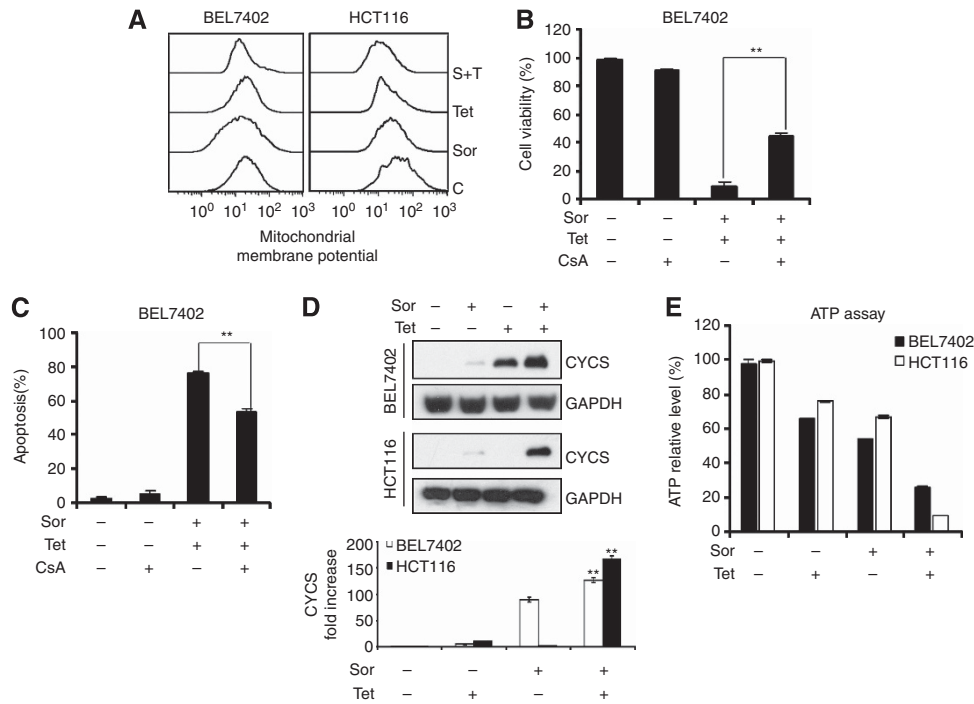 A
BEL7402 HCT116
S+T
Tet
Sor
C
10⁰ 10¹ 10² 10³ 10⁰ 10¹ 10² 10³
Mitochondrial
membrane potential
B
BEL7402
Cell viability (%)
120
100
80
60
40
20
0
**
Sor – – + +
Tet – – + +
CsA – + – +
C
BEL7402
Apoptosis(%)
100
80
60
40
20
0
**
Sor – – + +
Tet – – + +
CsA – + – +
D
Sor – + – +
Tet – – + +
BEL7402
CYCS
GAPDH
HCT116
CYCS
GAPDH
CYCS
fold increase
200
150
100
50
0
BEL7402
HCT116
** **
Sor – – + +
Tet – + – +
E
ATP assay
ATP relative level (%)
120
100
80
60
40
20
0
BEL7402
HCT116
Sor – – + +
Tet – + – +